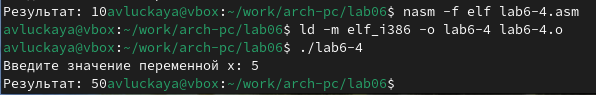 Результат: 10avluckaya@vbox:~/work/arch-pc/lab06$ nasm -f elf lab6-4.asm
avluckaya@vbox:~/work/arch-pc/lab06$ ld -m elf_i386 -o lab6-4 lab6-4.o
avluckaya@vbox:~/work/arch-pc/lab06$ ./lab6-4
Введите значение переменной x: 5
Результат: 50avluckaya@vbox:~/work/arch-pc/lab06$